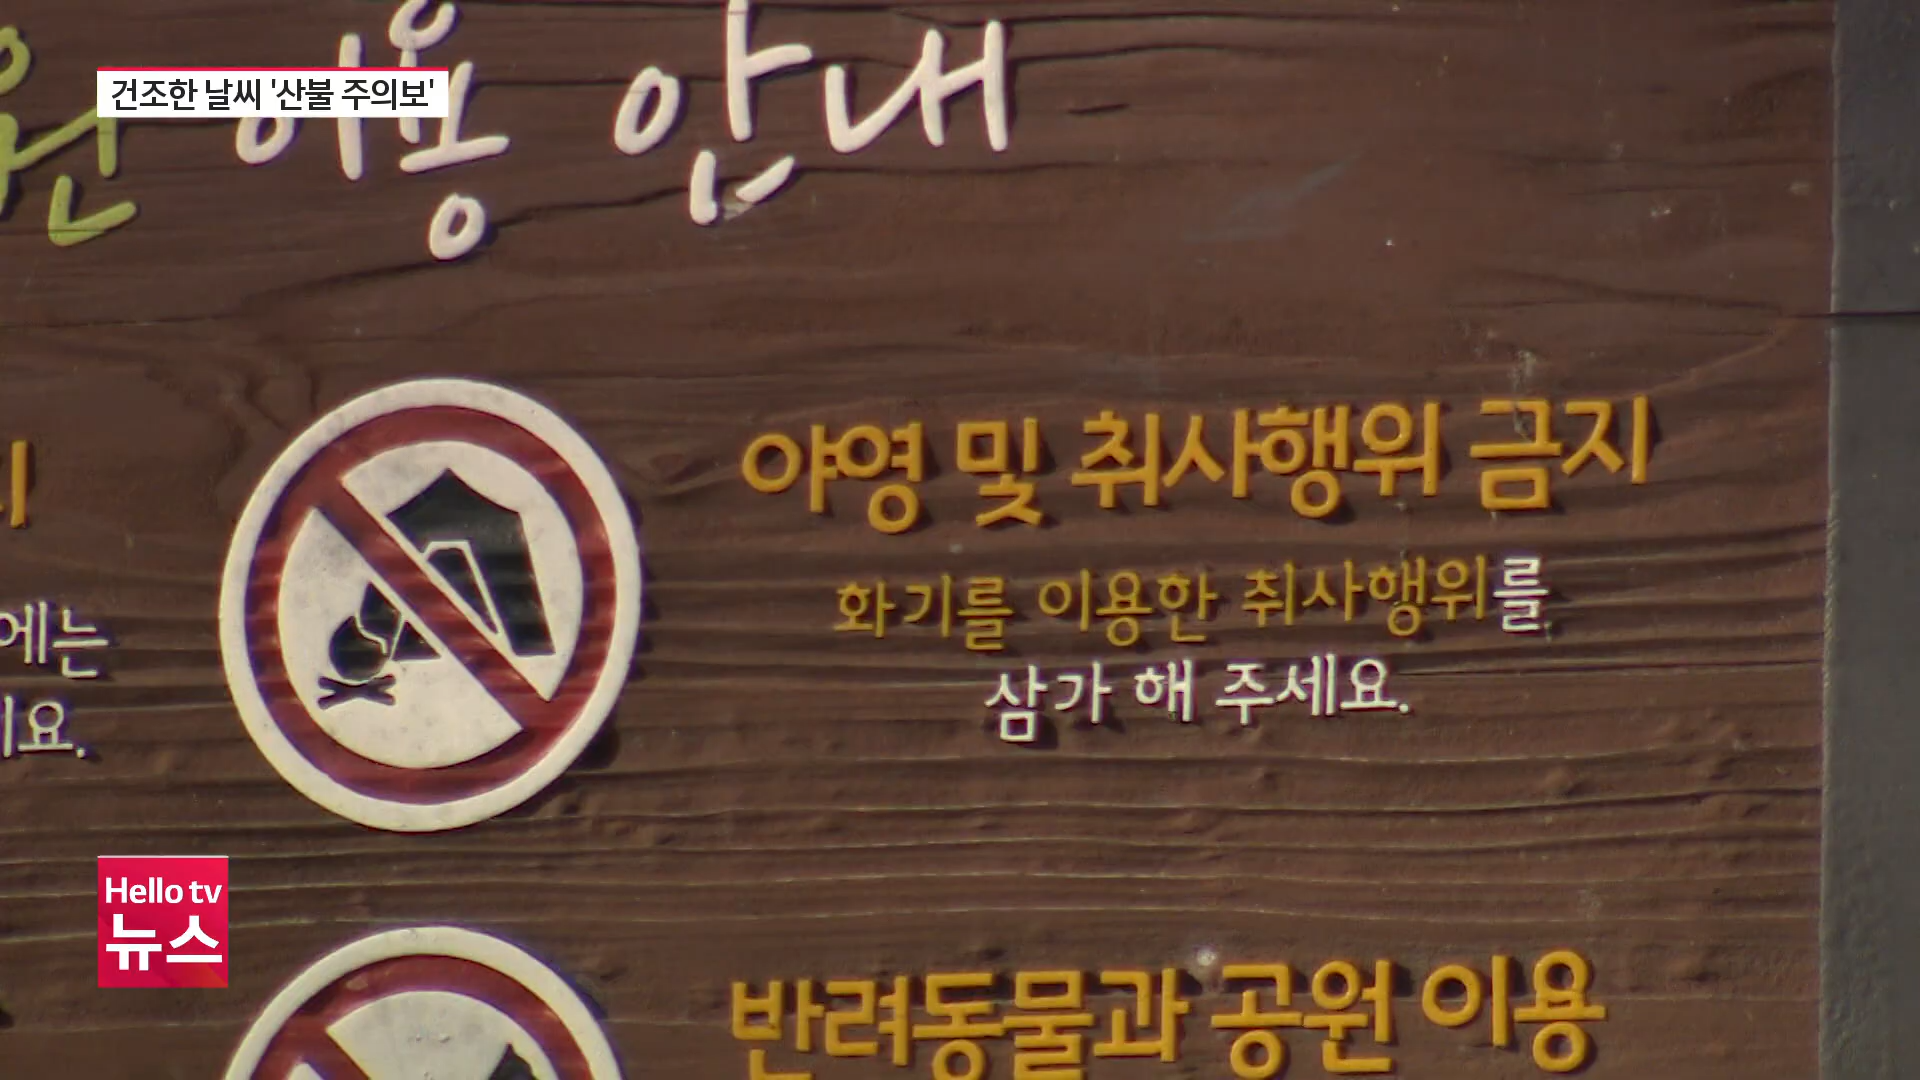 건조한 날씨 '산불 주의보'
원 이용 안내
야영 및 취사행위 금지
화기를 이용한 취사행위를
삼가 해 주세요.
에는
요.
Hello tv
뉴스
반려동물과 공원 이용